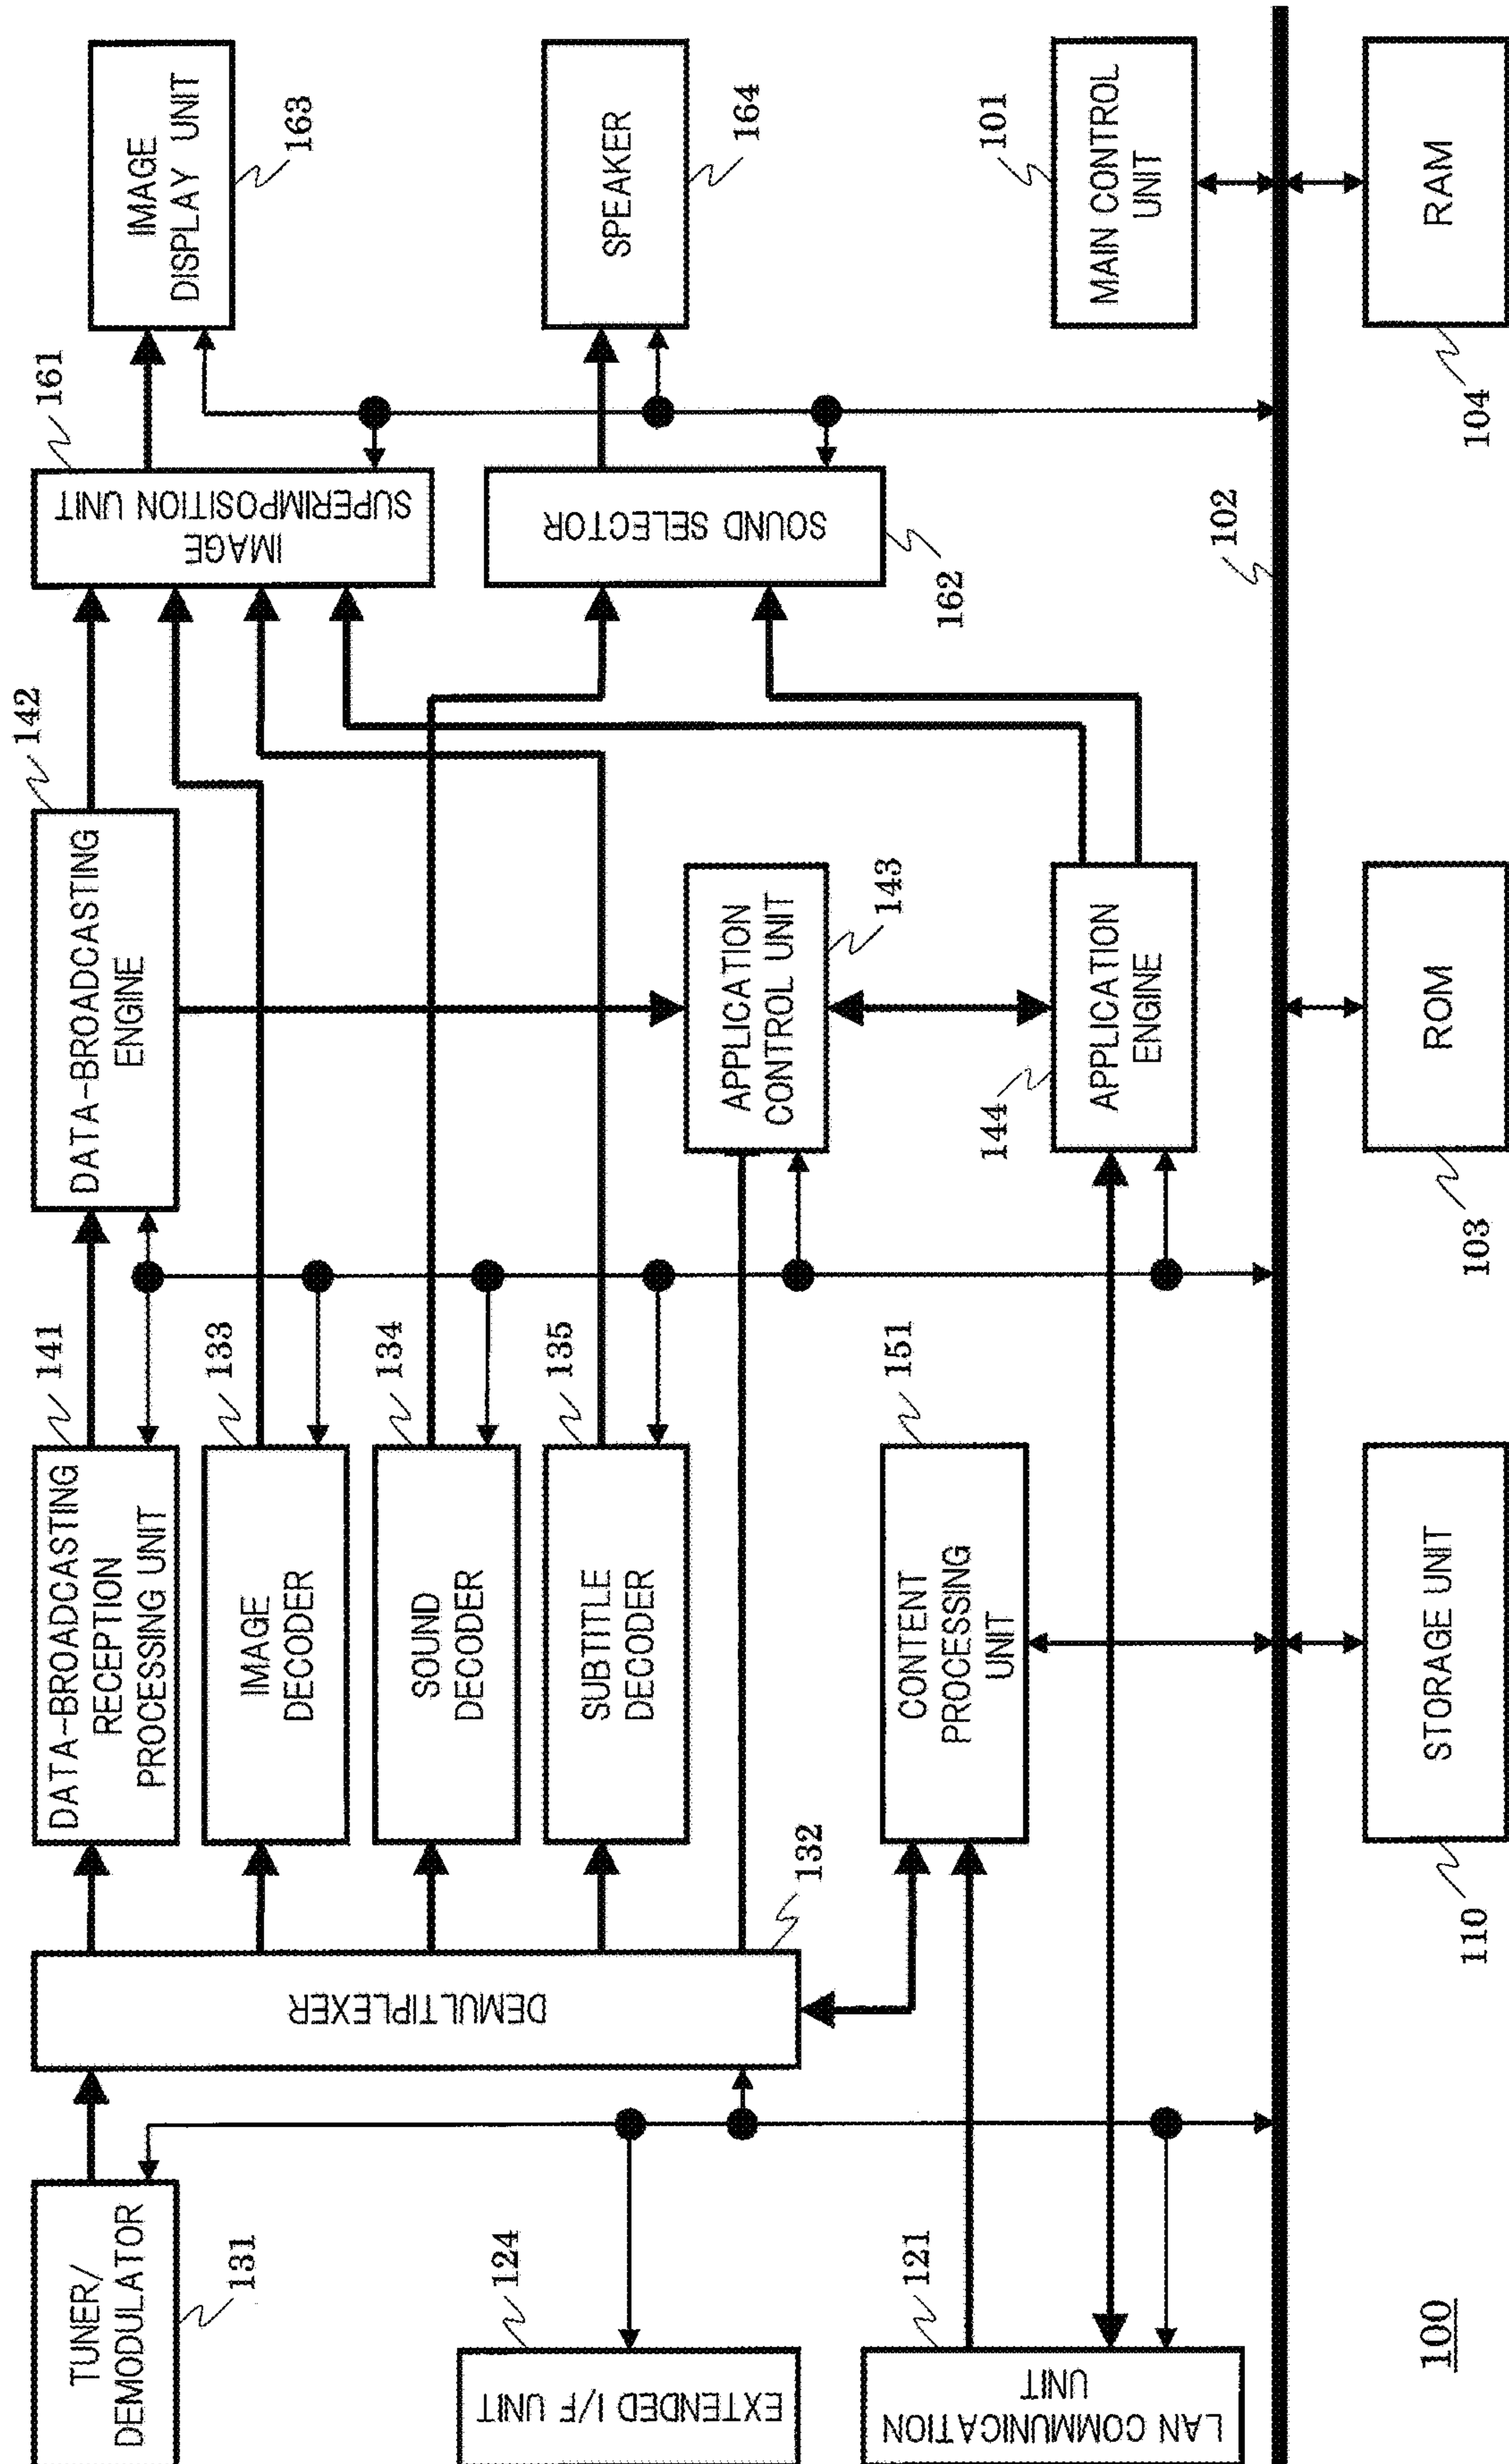 TUNER/
DEMODULATOR
131
EXTENDED I/F UNIT
124
LAN COMMUNICATION
UNIT
121
DEMULTIPLEXER
132
DATA-BROADCASTING
RECEPTION
PROCESSING UNIT
141
IMAGE
DECODER
133
SOUND
DECODER
134
SUBTITLE
DECODER
135
CONTENT
PROCESSING
UNIT
151
DATA-BROADCASTING
ENGINE
142
APPLICATION
CONTROL UNIT
143
APPLICATION
ENGINE
144
IMAGE
SUPERIMPOSITION UNIT
161
SOUND SELECTOR
162
IMAGE
DISPLAY UNIT
163
SPEAKER
164
MAIN CONTROL
UNIT
101
102
STORAGE UNIT
110
ROM
103
RAM
104
100